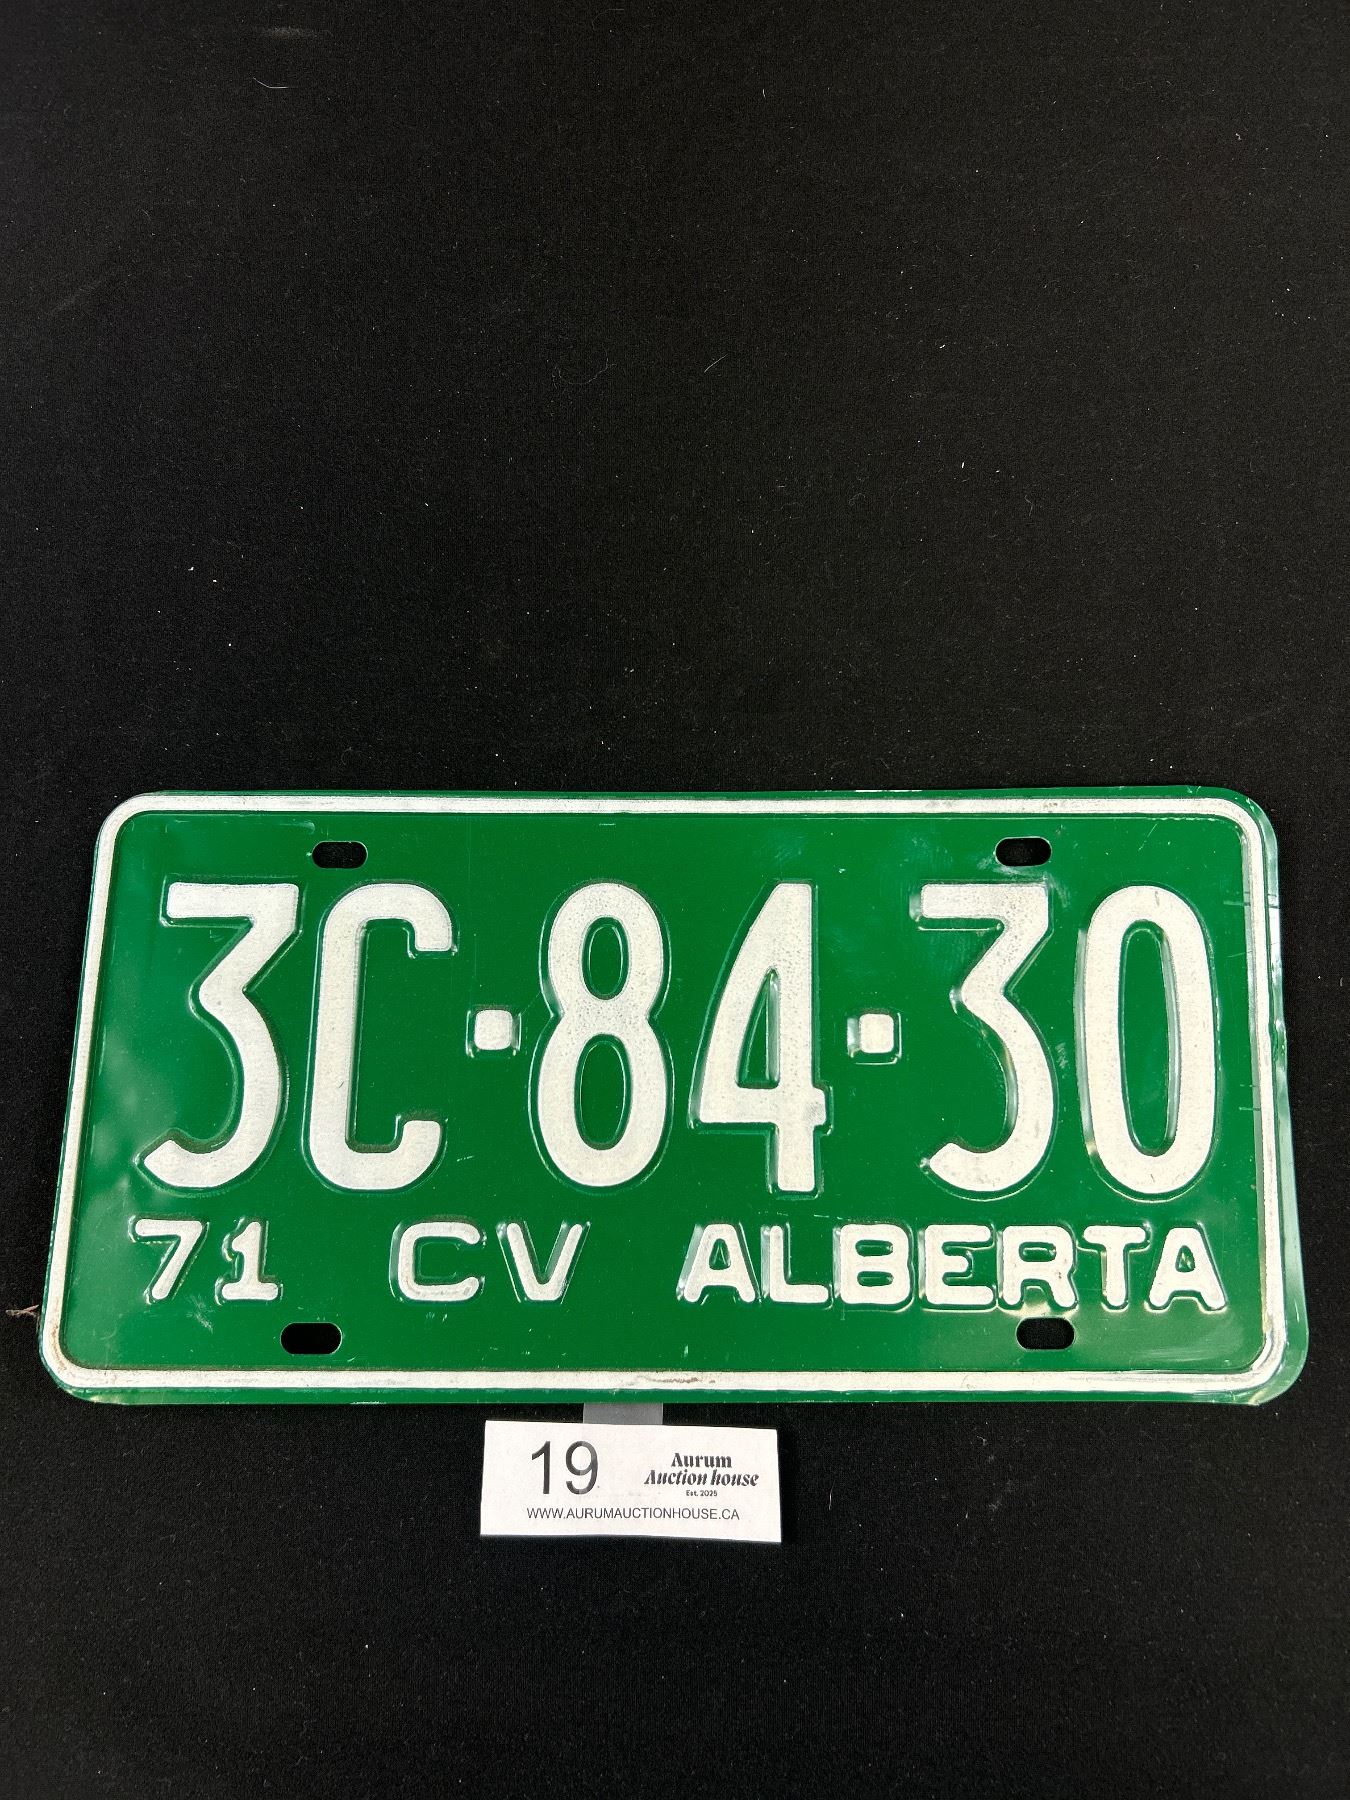 3C·84·30
71 CV ALBERTA
19
Aurum
Auction house
Est. 2025
WWW.AURUMAUCTIONHOUSE.CA